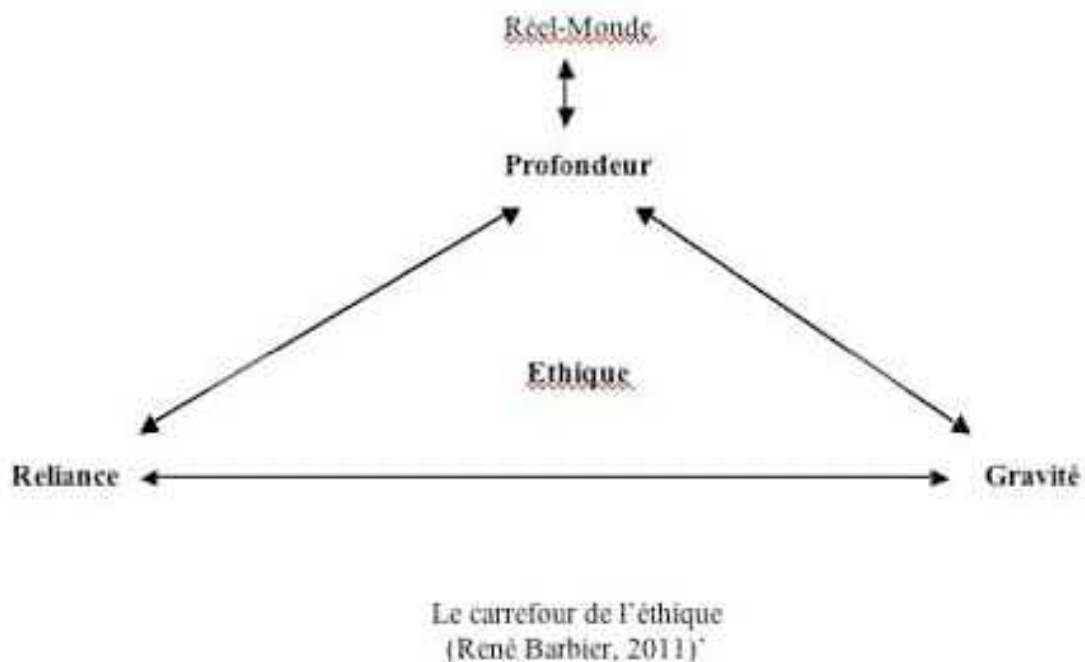 Réel-Monde
Profondeur
Ethique
Reliance
Gravité
Le carrefour de l'éthique
(René Barbier, 2011)*